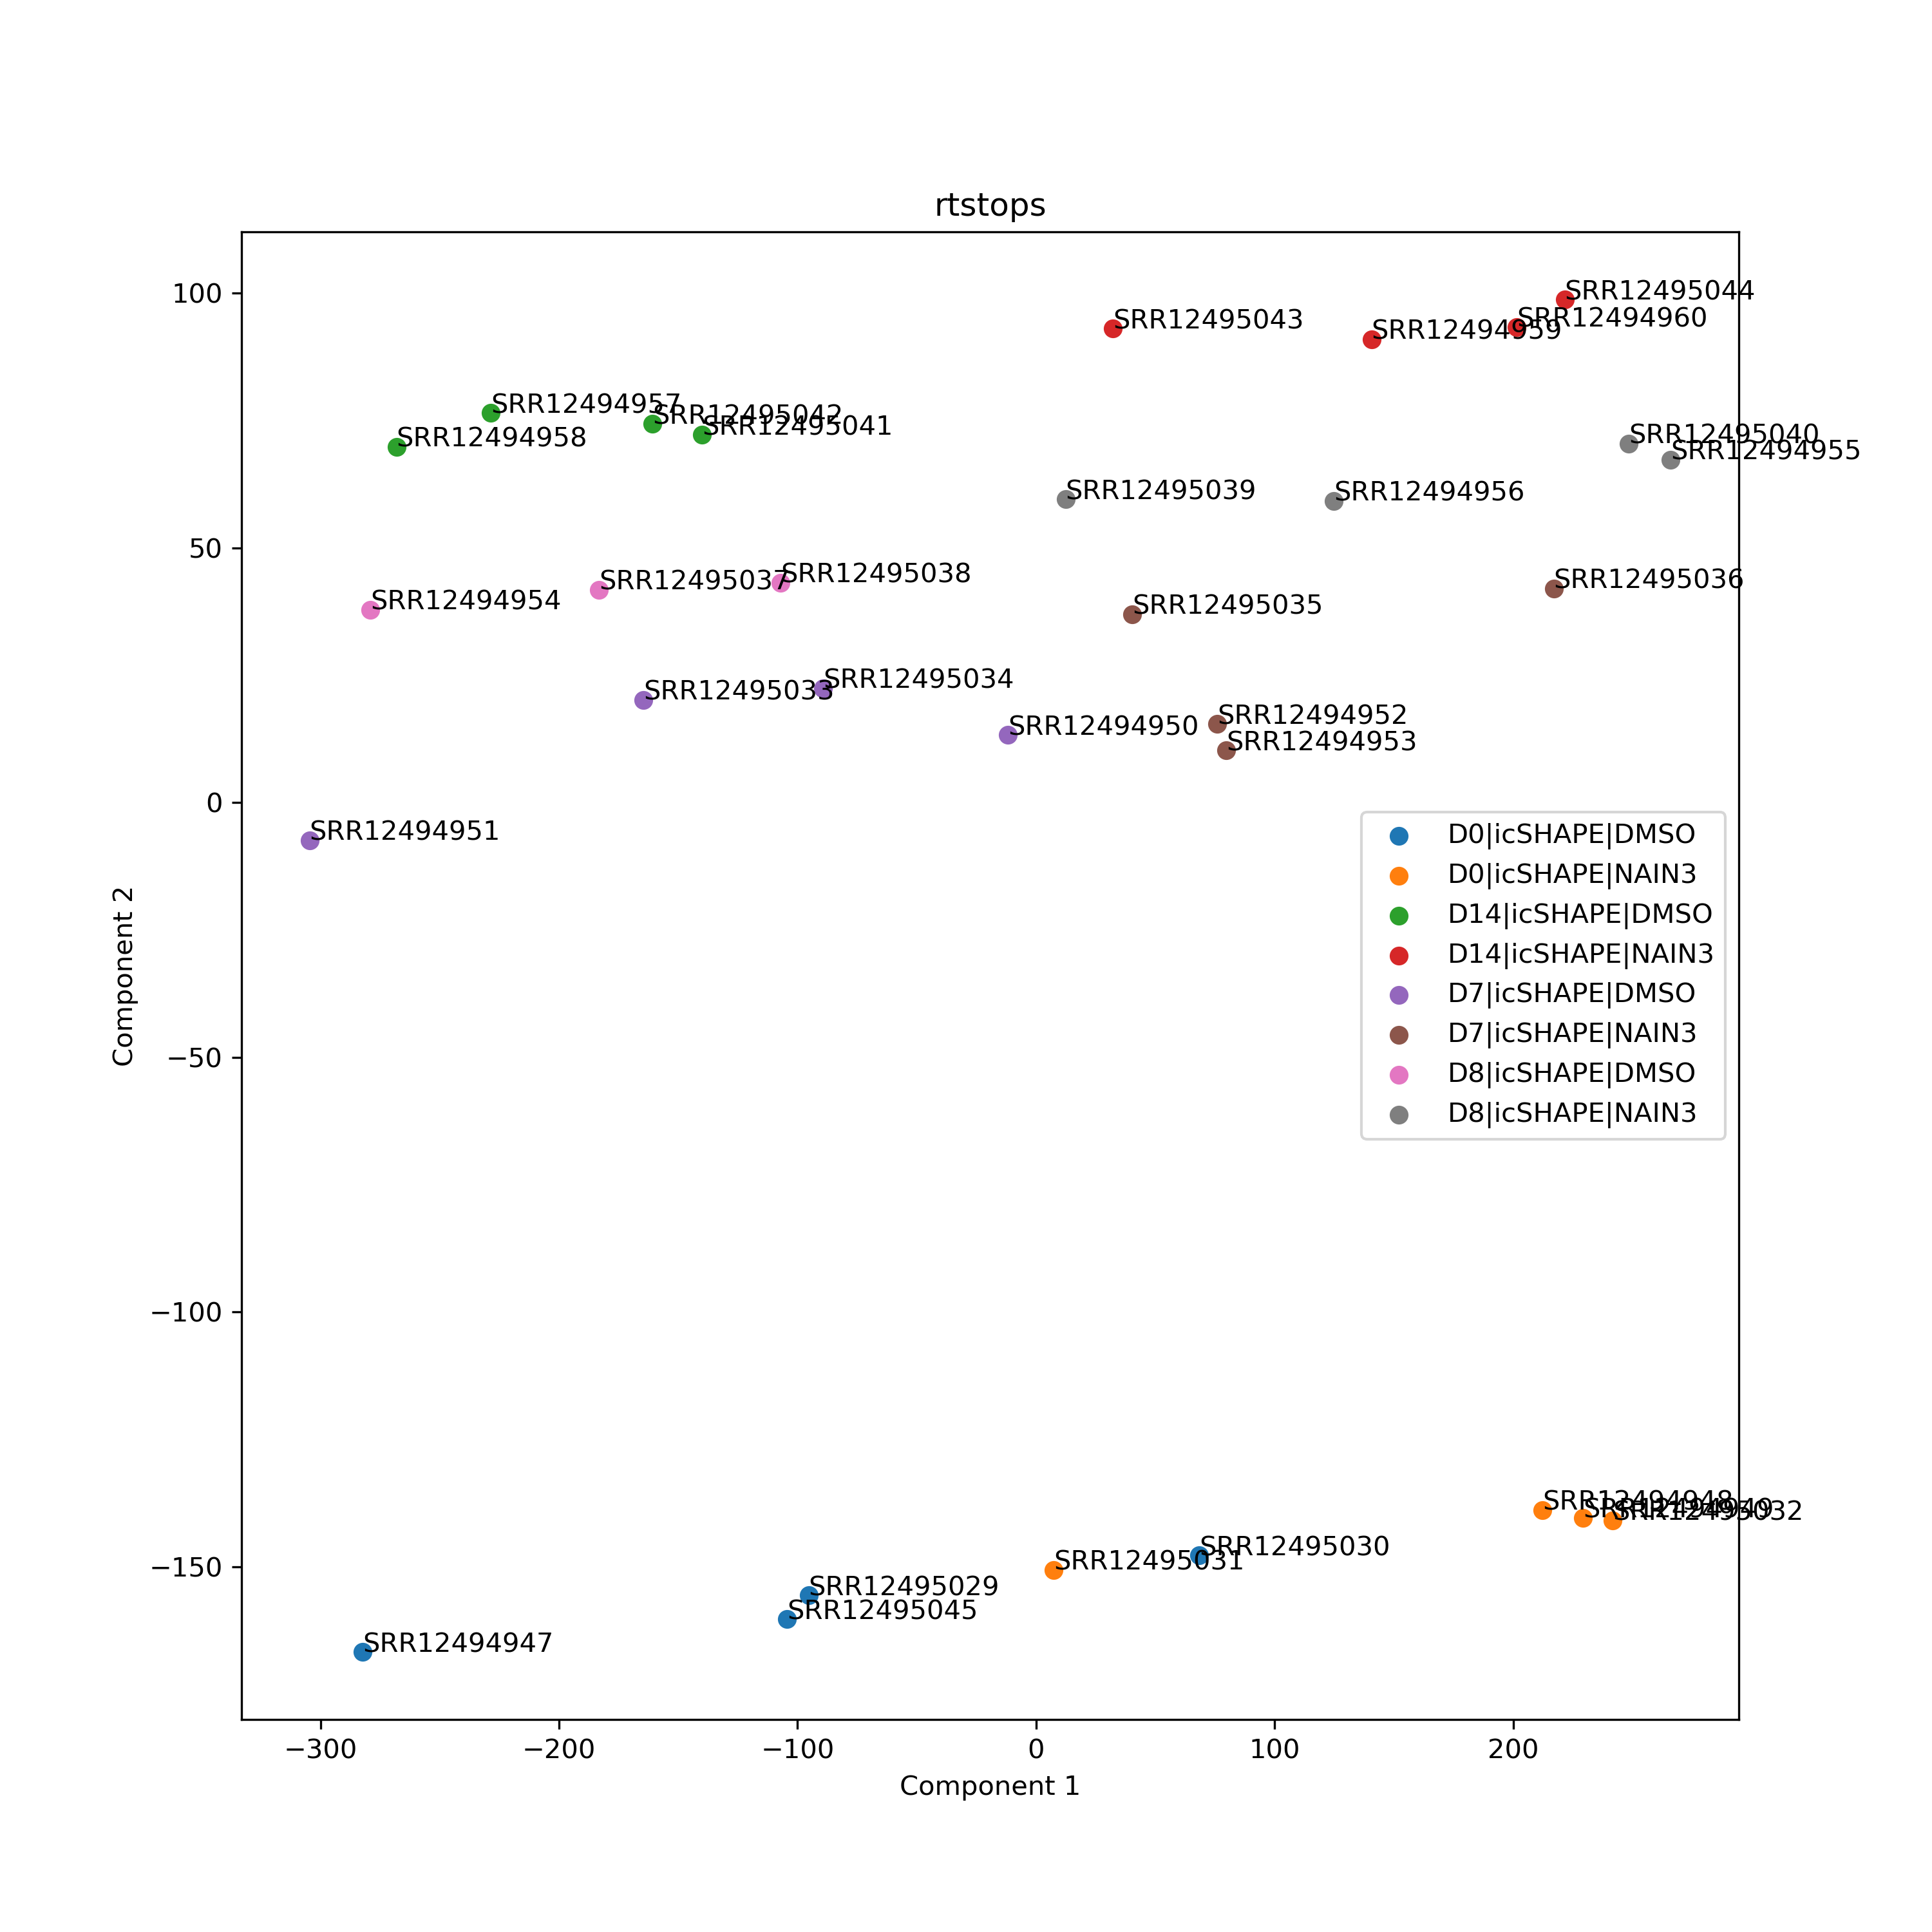 rtstops
100
50
0
−50
−100
−150
Component 2
SRR12495044
SRR12494960
SRR12495043
SRR12494959
SRR12494957
SRR12495042
SRR12495041
SRR12494958
SRR12495040
SRR12494955
SRR12495039
SRR12494956
SRR12495037
SRR12495038
SRR12494954
SRR12495036
SRR12495035
SRR12495033
SRR12495034
SRR12494950
SRR12494952
SRR12494953
SRR12494951
D0|icSHAPE|DMSO
D0|icSHAPE|NAIN3
D14|icSHAPE|DMSO
D14|icSHAPE|NAIN3
D7|icSHAPE|DMSO
D7|icSHAPE|NAIN3
D8|icSHAPE|DMSO
D8|icSHAPE|NAIN3
SRR12494948
SRR12494949
SRR12495032
SRR12495030
SRR12495031
SRR12495029
SRR12495045
SRR12494947
−300
−200
−100
0
100
200
Component 1